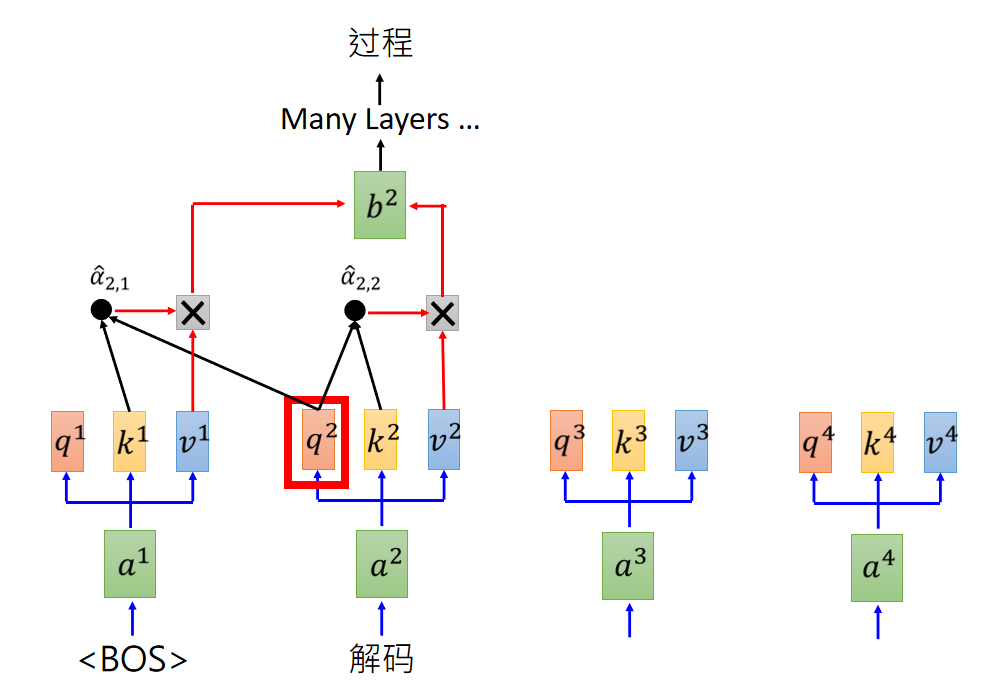 过程
Many Layers ...
b²
α̂₂,₁ α̂₂,₂
q¹ k¹ v¹ q² k² v² q³ k³ v³ q⁴ k⁴ v⁴
a¹ a² a³ a⁴
<BOS> 解码